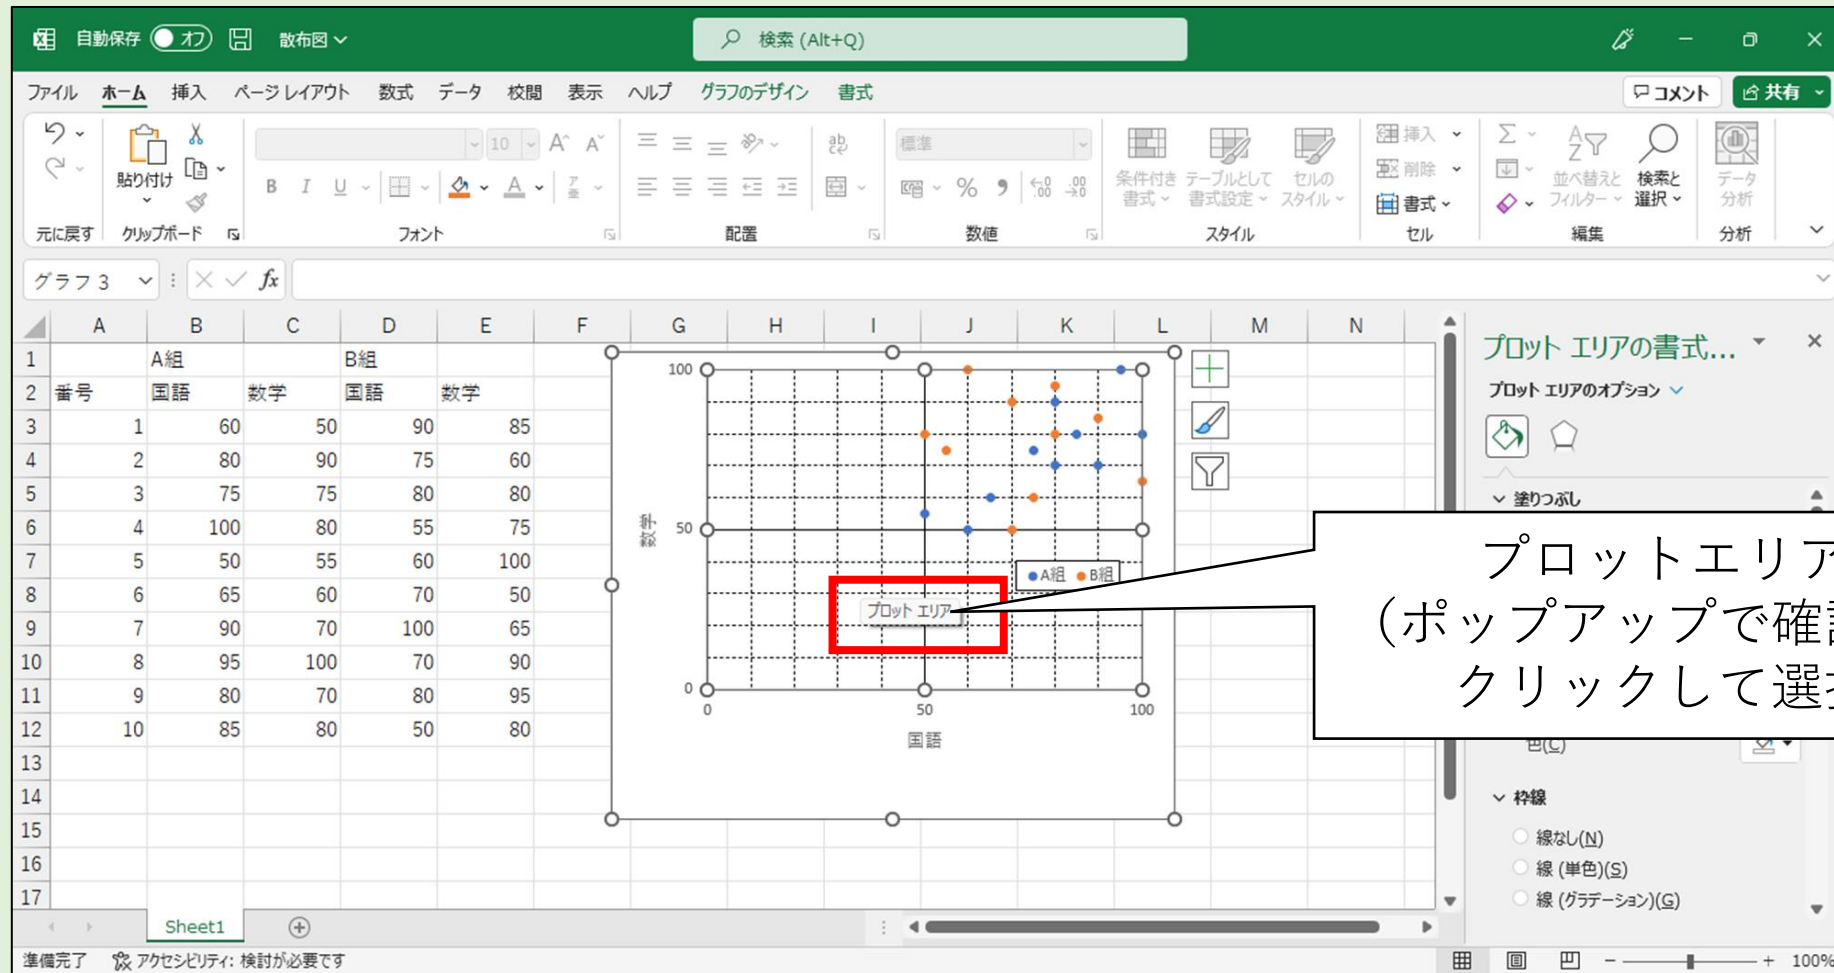 自動保存 オフ 散布図 検索 (Alt+Q)
ファイル ホーム 挿入 ページ レイアウト 数式 データ 校閲 表示 ヘルプ グラフのデザイン 書式 コメント 共有
貼り付け
10 A A
B I U A
ab
標準
% 9
条件付き書式
テーブルとして書式設定
セルのスタイル
挿入
削除
書式
並べ替えと フィルター
検索と 選択
データ 分析
元に戻す クリップボード フォント 配置 数値 スタイル セル 編集 分析
グラフ 3 fx
A B C D E F G H I J K L M N
1 A組 B組
2 番号 国語 数学 国語 数学
3 1 60 50 90 85
4 2 80 90 75 60
5 3 75 75 80 80
6 4 100 80 55 75
7 5 50 55 60 100
8 6 65 60 70 50
9 7 90 70 100 65
10 8 95 100 70 90
11 9 80 70 80 95
12 10 85 80 50 80
13
14
15
16
17
100
50
0
数学
0 50 100
国語
A組 B組
プロット エリア
プロット エリアの書式...
プロット エリアのオプション
塗りつぶし
プロットエリア
（ポップアップで確
クリックして選
色(C)
枠線
線なし(N)
線 (単色)(S)
線 (グラデーション)(G)
Sheet1
準備完了 アクセシビリティ: 検討が必要です 100%